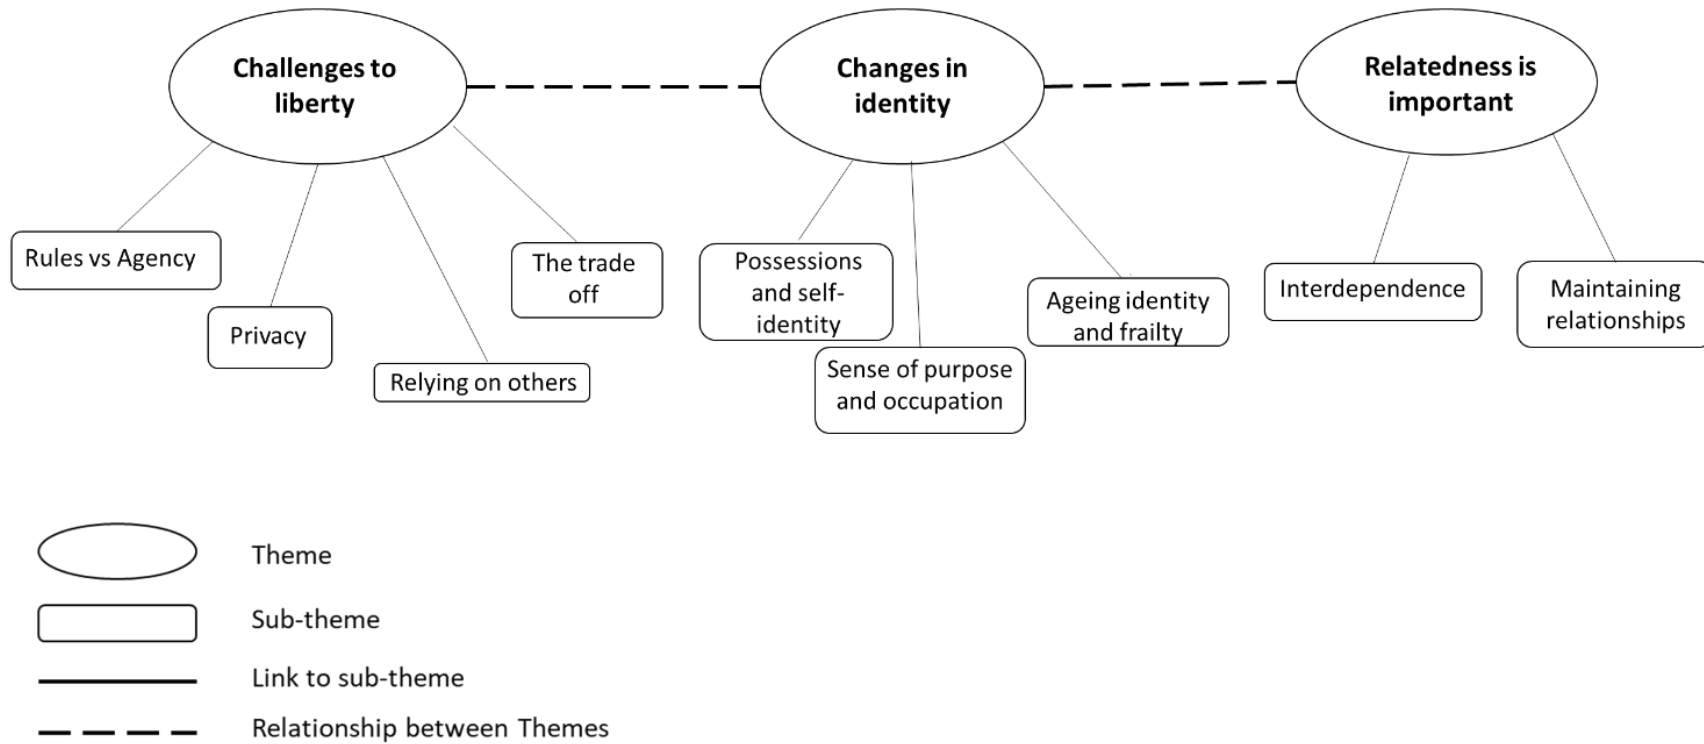 Challenges to
liberty
Changes in
identity
Relatedness is
important
Rules vs Agency
Privacy
Relying on others
The trade
off
Possessions
and self-
identity
Sense of purpose
and occupation
Ageing identity
and frailty
Interdependence
Maintaining
relationships
Theme
Sub-theme
Link to sub-theme
Relationship between Themes